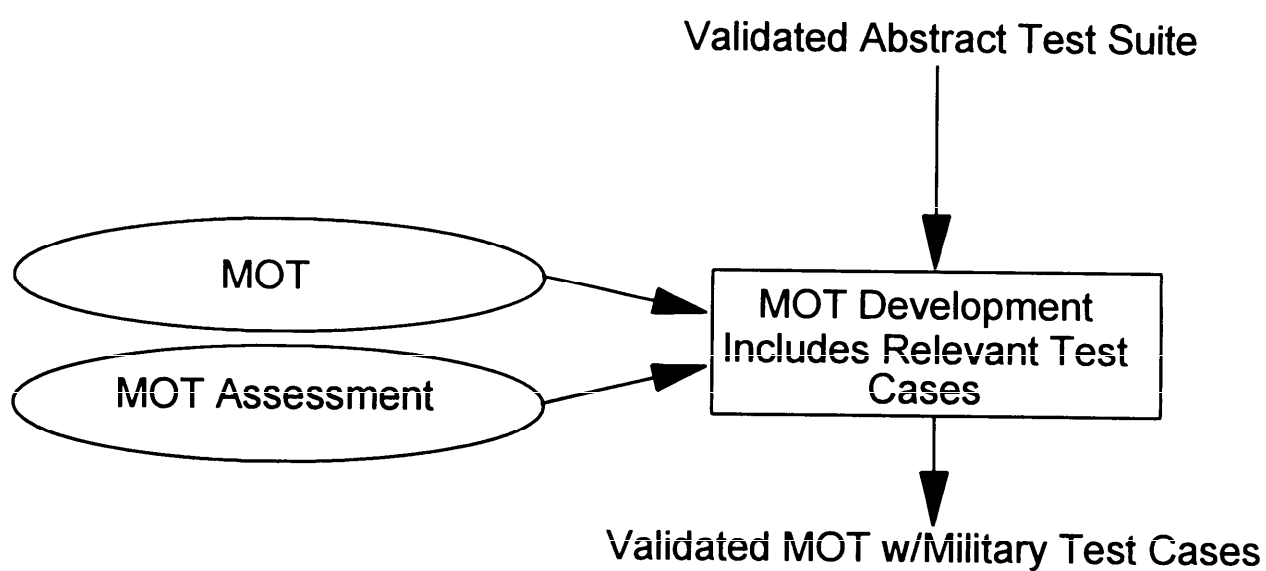 Validated Abstract Test Suite
MOT
MOT Assessment
MOT Development
Includes Relevant Test
Cases
Validated MOT w/Military Test Cases